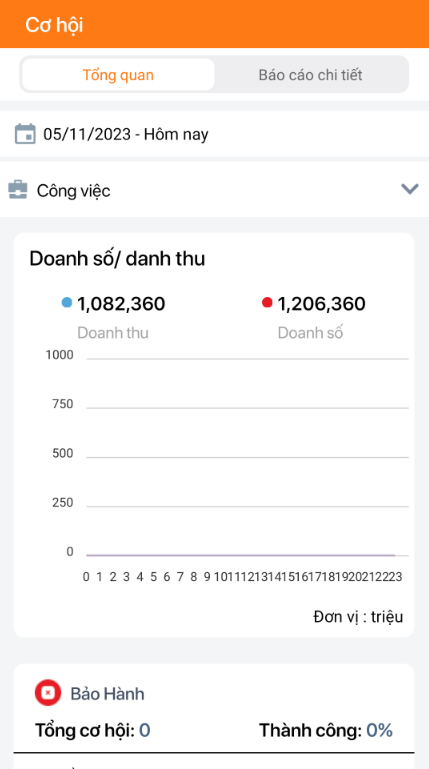 Cơ hội
Tổng quan Báo cáo chi tiết
05/11/2023 - Hôm nay
Công việc
Doanh số/ danh thu
1,082,360 1,206,360
Doanh thu Doanh số
1000
750
500
250
0
0 1 2 3 4 5 6 7 8 9 10 11 12 13 14 15 16 17 18 19 20 21 22 23
Đơn vị : triệu
Bảo Hành
Tổng cơ hội: 0 Thành công: 0%